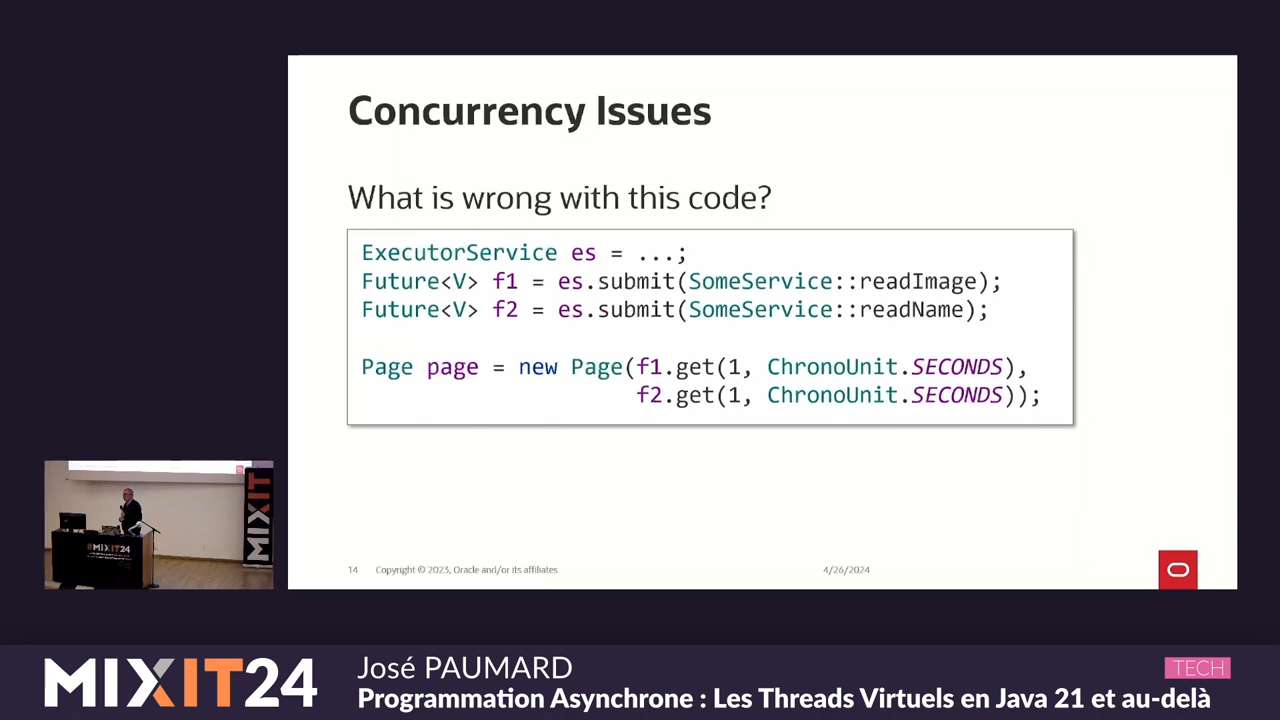 Concurrency Issues
What is wrong with this code?
ExecutorService es = ...;
Future<V> f1 = es.submit(SomeService::readImage);
Future<V> f2 = es.submit(SomeService::readName);
Page page = new Page(f1.get(1, ChronoUnit.SECONDS),
f2.get(1, ChronoUnit.SECONDS));
14 Copyright © 2023, Oracle and/or its affiliates 4/26/2024
MIXIT
#MIXIT24
MIXIT24
José PAUMARD
TECH
Programmation Asynchrone : Les Threads Virtuels en Java 21 et au-delà